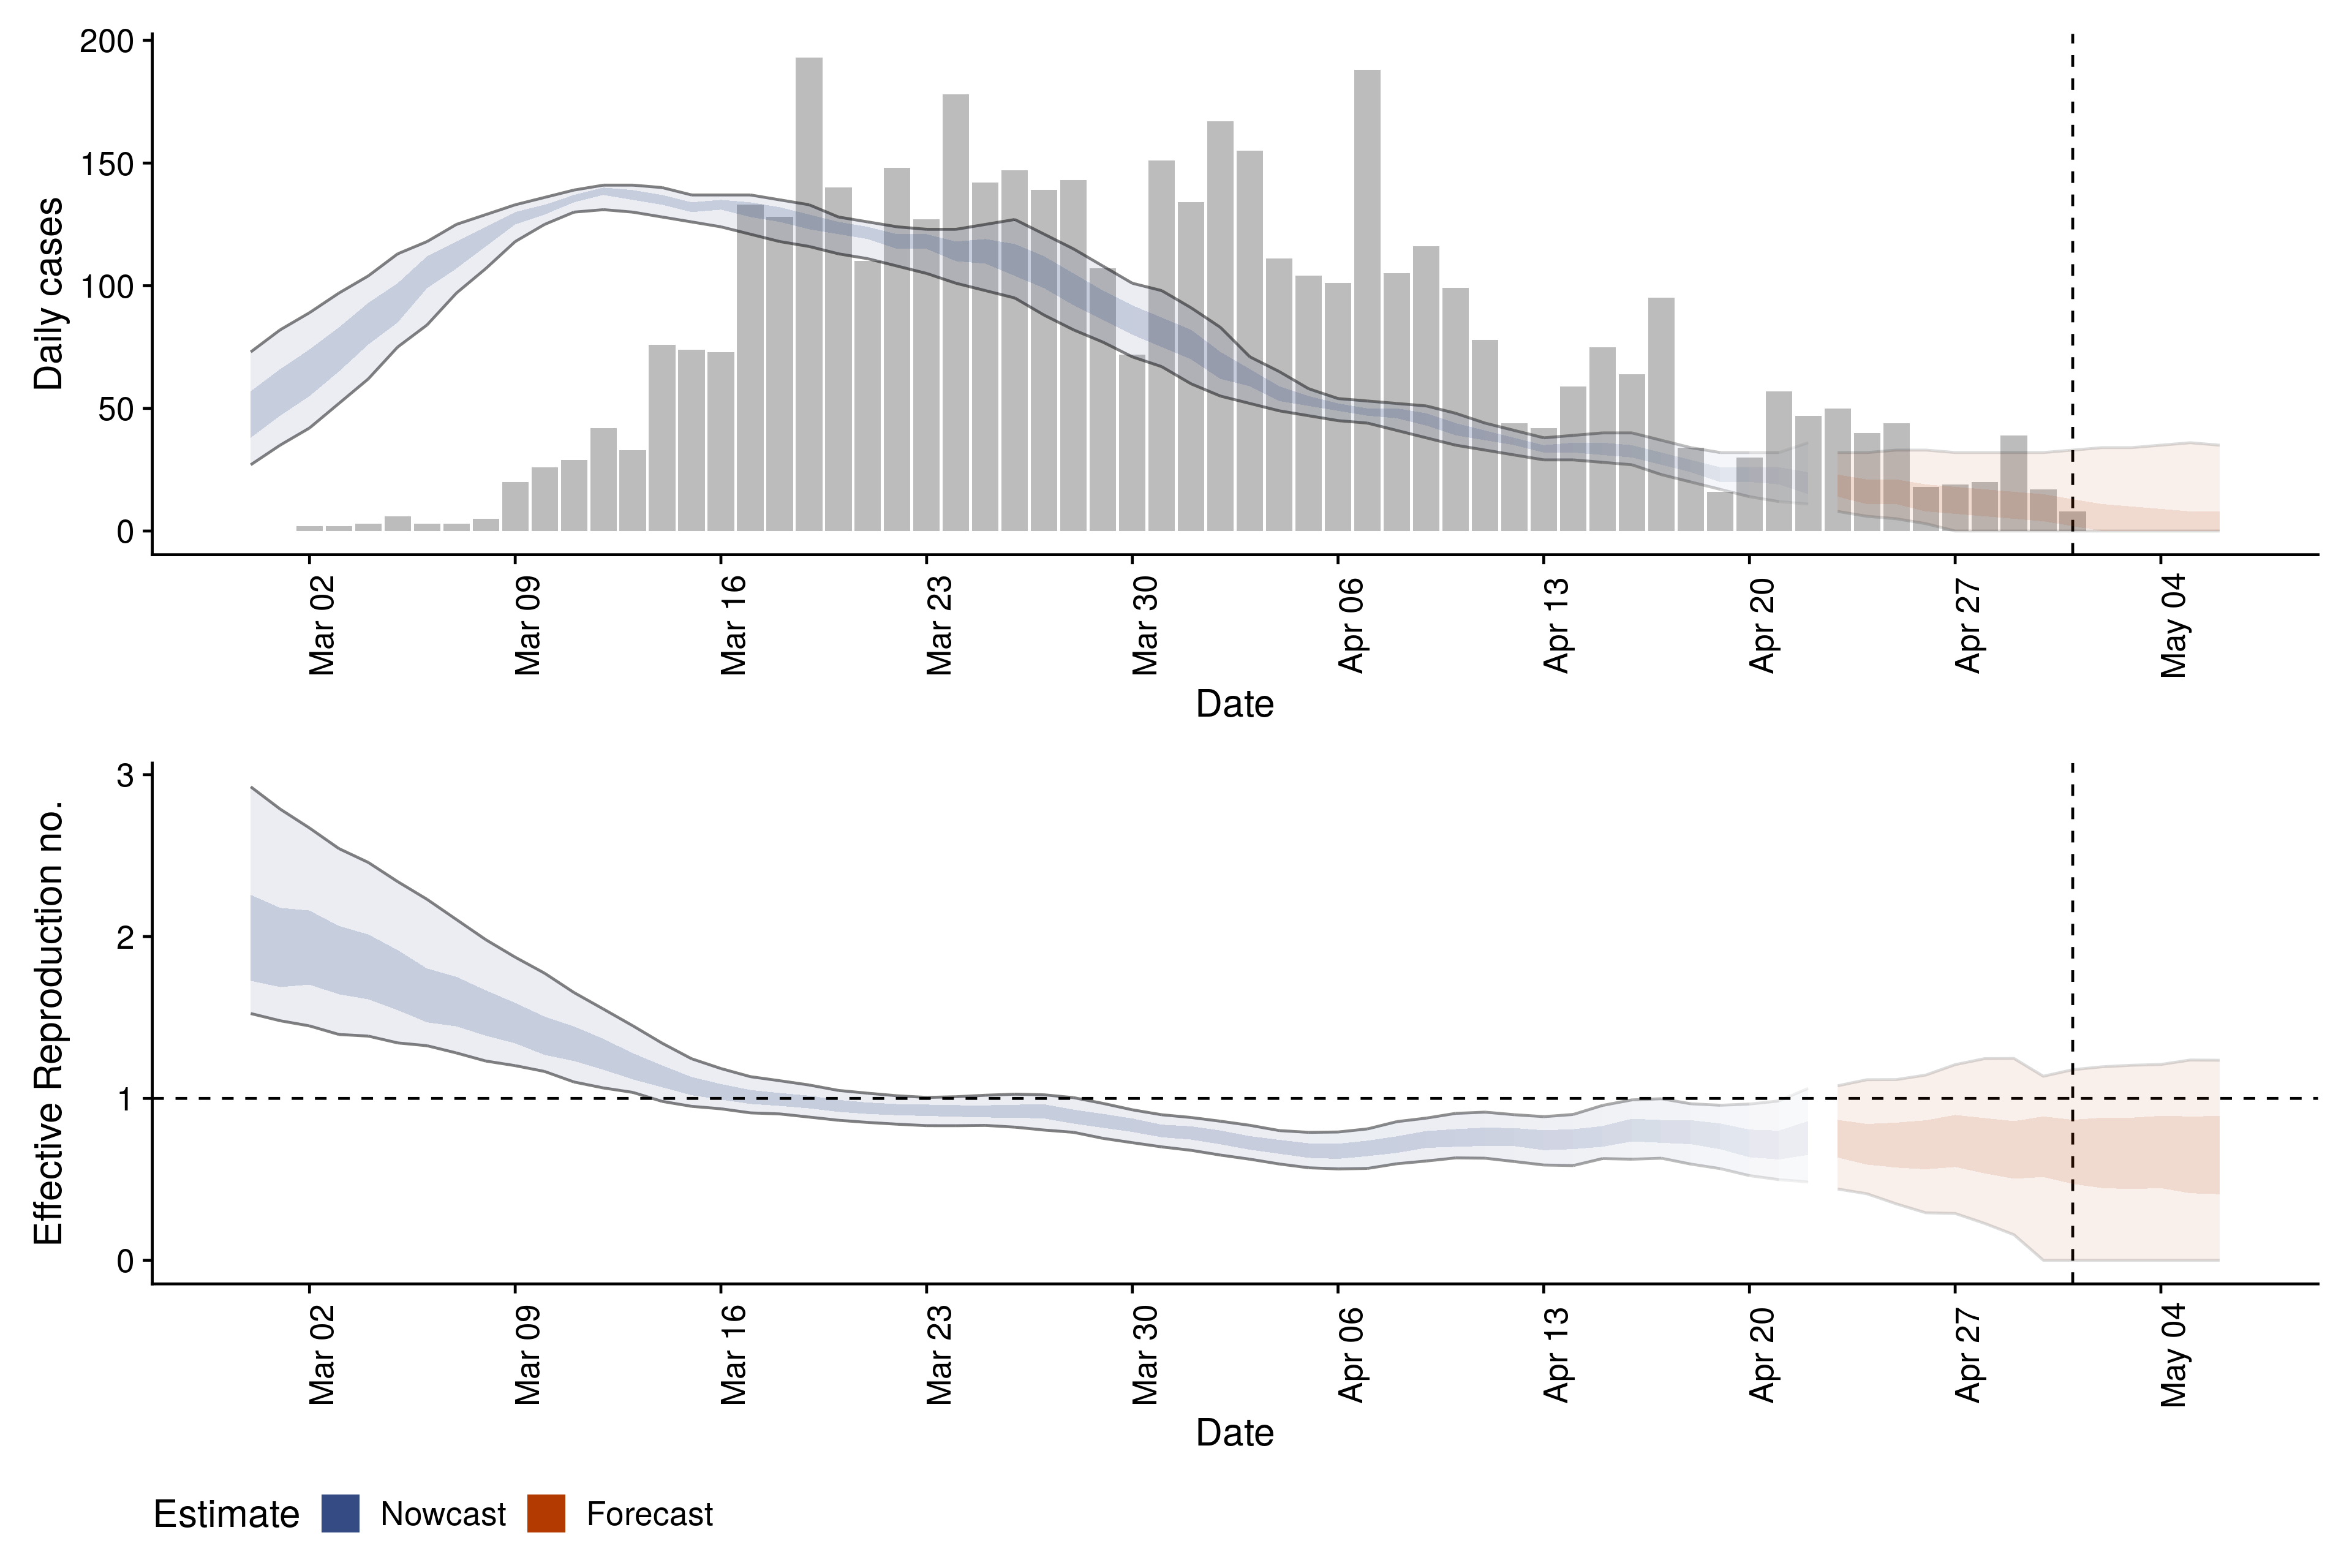 200
150
100
50
0
Daily cases
Mar 02
Mar 09
Mar 16
Mar 23
Mar 30
Apr 06
Apr 13
Apr 20
Apr 27
May 04
Date
3
2
1
0
Effective Reproduction no.
Mar 02
Mar 09
Mar 16
Mar 23
Mar 30
Apr 06
Apr 13
Apr 20
Apr 27
May 04
Date
Estimate Nowcast Forecast